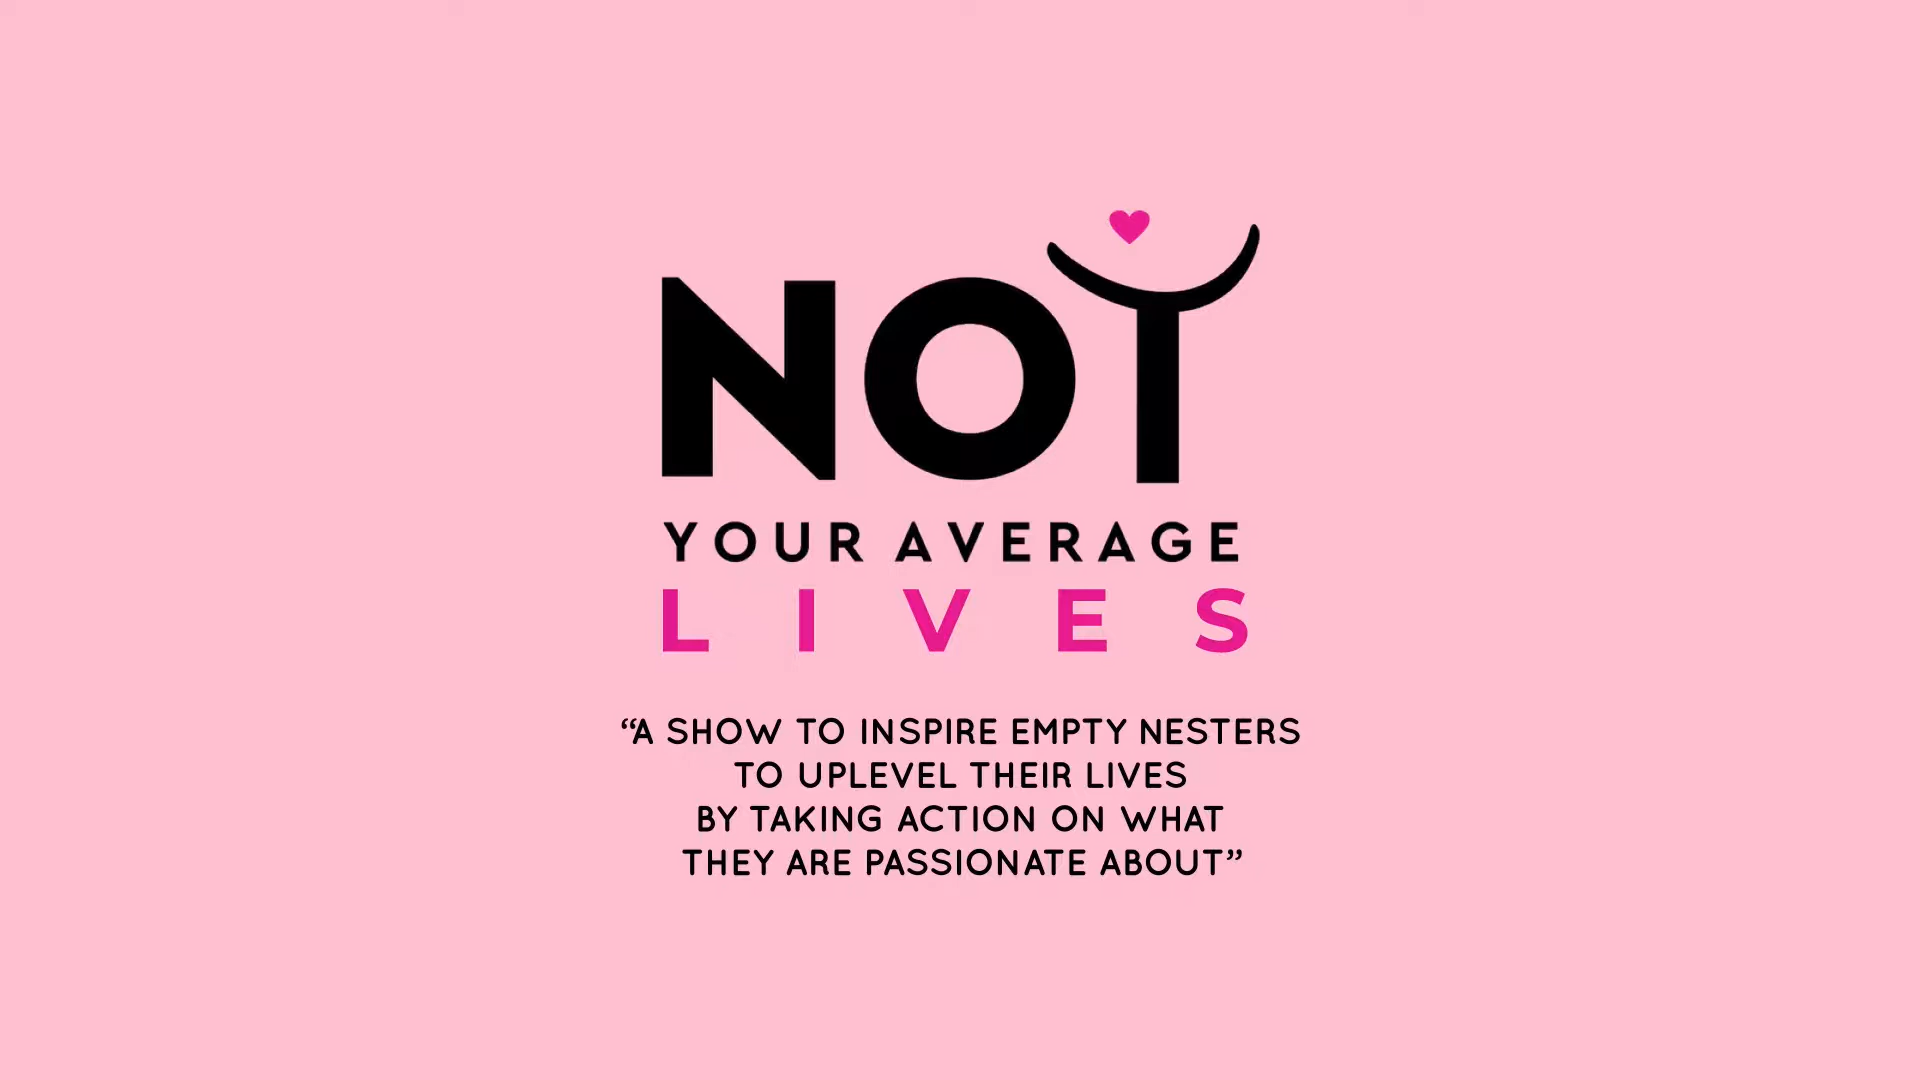 NOT
YOUR AVERAGE
LIVES
“A SHOW TO INSPIRE EMPTY NESTERS
TO UPLEVEL THEIR LIVES
BY TAKING ACTION ON WHAT
THEY ARE PASSIONATE ABOUT”